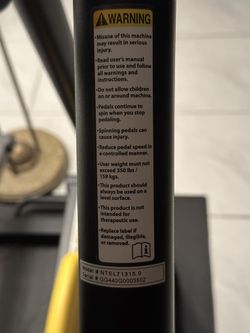 WARNING
•Misuse of this machine
may result in serious
injury.
•Read user's manual
prior to use and follow
all warnings and
instructions.
•Do not allow children
on or around machine.
•Pedals continue to
spin when you stop
pedaling.
•Spinning pedals can
cause injury.
•Reduce pedal speed in
a controlled manner.
•User weight must not
exceed 350 lbs /
159 kgs.
•This product should
always be used on a
level surface.
•This product is not
intended for
therapeutic use.
•Replace label if
damaged, illegible,
or removed.
Model # NTEL71315.0
Serial # GG440G0003502